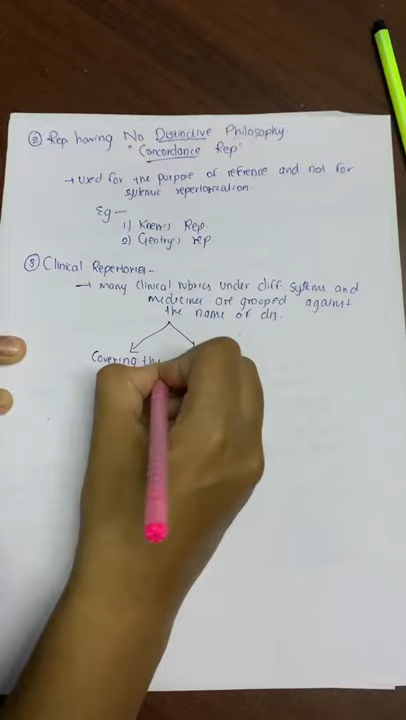 ② Rep having No Distinctive Philosophy
"Concordance Rep"
→ Used for the purpose of refrence and not for
repertorization.
Eg —
1) Knerr's Rep
2) Gentry's rep
③ Clinical Repertories -
→ Many Clinical rubrics under diff systems and
medicines are grouped against
the name of dis.
Covering the